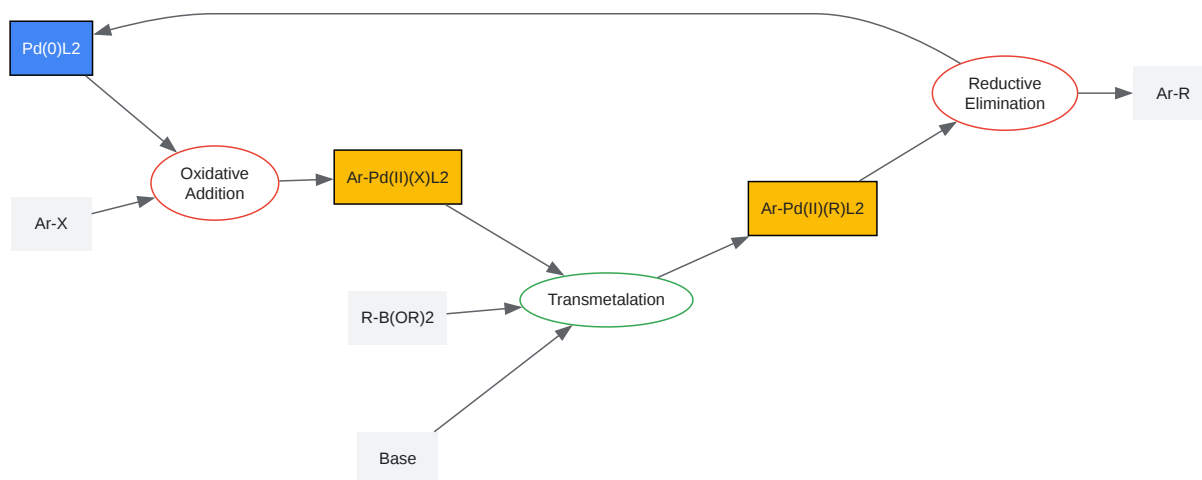 Pd(0)L2
Oxidative
Addition
Ar-X
Ar-Pd(II)(X)L2
R-B(OR)2
Base
Transmetalation
Ar-Pd(II)(R)L2
Reductive
Elimination
Ar-R